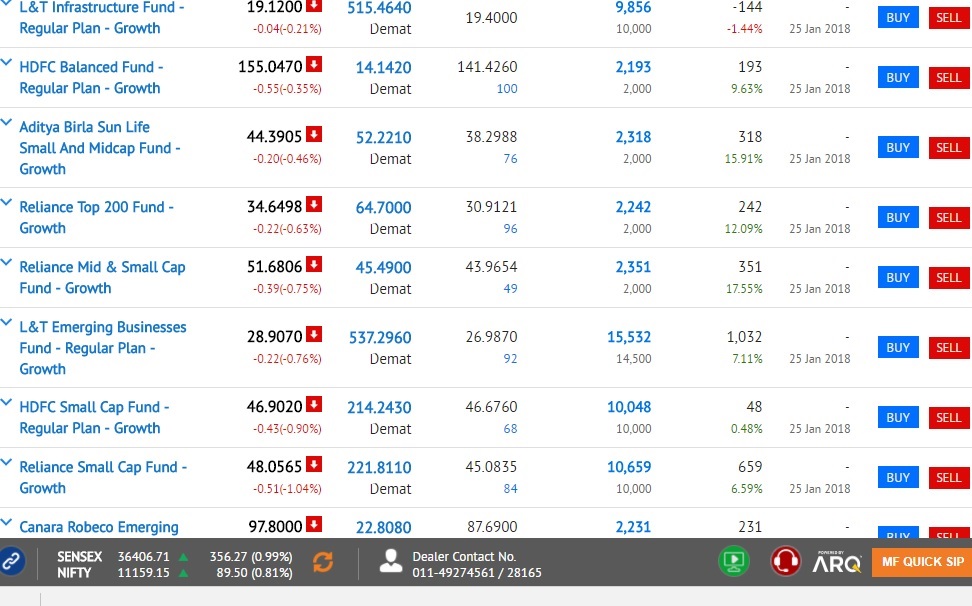 L&T Infrastructure Fund - 19.1200 515.4640 19.4000 9,856 -144 - BUY SELL
Regular Plan - Growth -0.04(-0.21%) Demat 10,000 -1.44% 25 Jan 2018
HDFC Balanced Fund - 155.0470 14.1420 141.4260 2,193 193 - BUY SELL
Regular Plan - Growth -0.55(-0.35%) Demat 100 2,000 9.63% 25 Jan 2018
Aditya Birla Sun Life
Small And Midcap Fund - 44.3905 52.2210 38.2988 2,318 318 - BUY SELL
Growth -0.20(-0.46%) Demat 76 2,000 15.91% 25 Jan 2018
Reliance Top 200 Fund - 34.6498 64.7000 30.9121 2,242 242 - BUY SELL
Growth -0.22(-0.63%) Demat 96 2,000 12.09% 25 Jan 2018
Reliance Mid & Small Cap 51.6806 45.4900 43.9654 2,351 351 - BUY SELL
Fund - Growth -0.39(-0.75%) Demat 49 2,000 17.55% 25 Jan 2018
L&T Emerging Businesses
Fund - Regular Plan - 28.9070 537.2960 26.9870 15,532 1,032 - BUY SELL
Growth -0.22(-0.76%) Demat 92 14,500 7.11% 25 Jan 2018
HDFC Small Cap Fund - 46.9020 214.2430 46.6760 10,048 48 - BUY SELL
Regular Plan - Growth -0.43(-0.90%) Demat 68 10,000 0.48% 25 Jan 2018
Reliance Small Cap Fund - 48.0565 221.8110 45.0835 10,659 659 - BUY SELL
Growth -0.51(-1.04%) Demat 84 10,000 6.59% 25 Jan 2018
Canara Robeco Emerging 97.8000 22.8080 87.6900 2,231 231 - BUY SELL
SENSEX 36406.71 356.27 (0.99%) Dealer Contact No. POWERED BY
NIFTY 11159.15 89.50 (0.81%) 011-49274561 / 28165 ARQ MF QUICK SIP